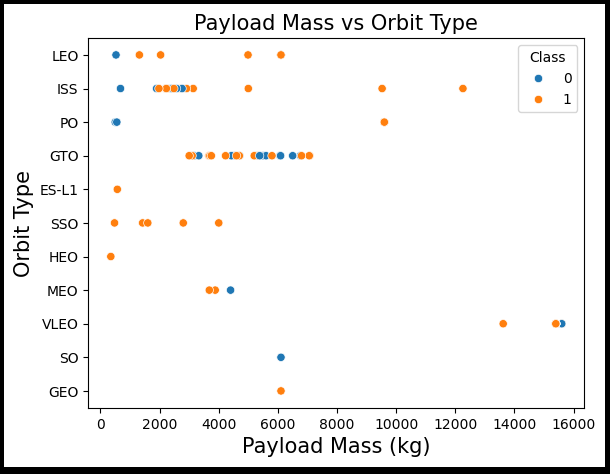 Payload Mass vs Orbit Type
Class
0
1
LEO
ISS
PO
GTO
ES-L1
SSO
HEO
MEO
VLEO
SO
GEO
Orbit Type
0 2000 4000 6000 8000 10000 12000 14000 16000
Payload Mass (kg)